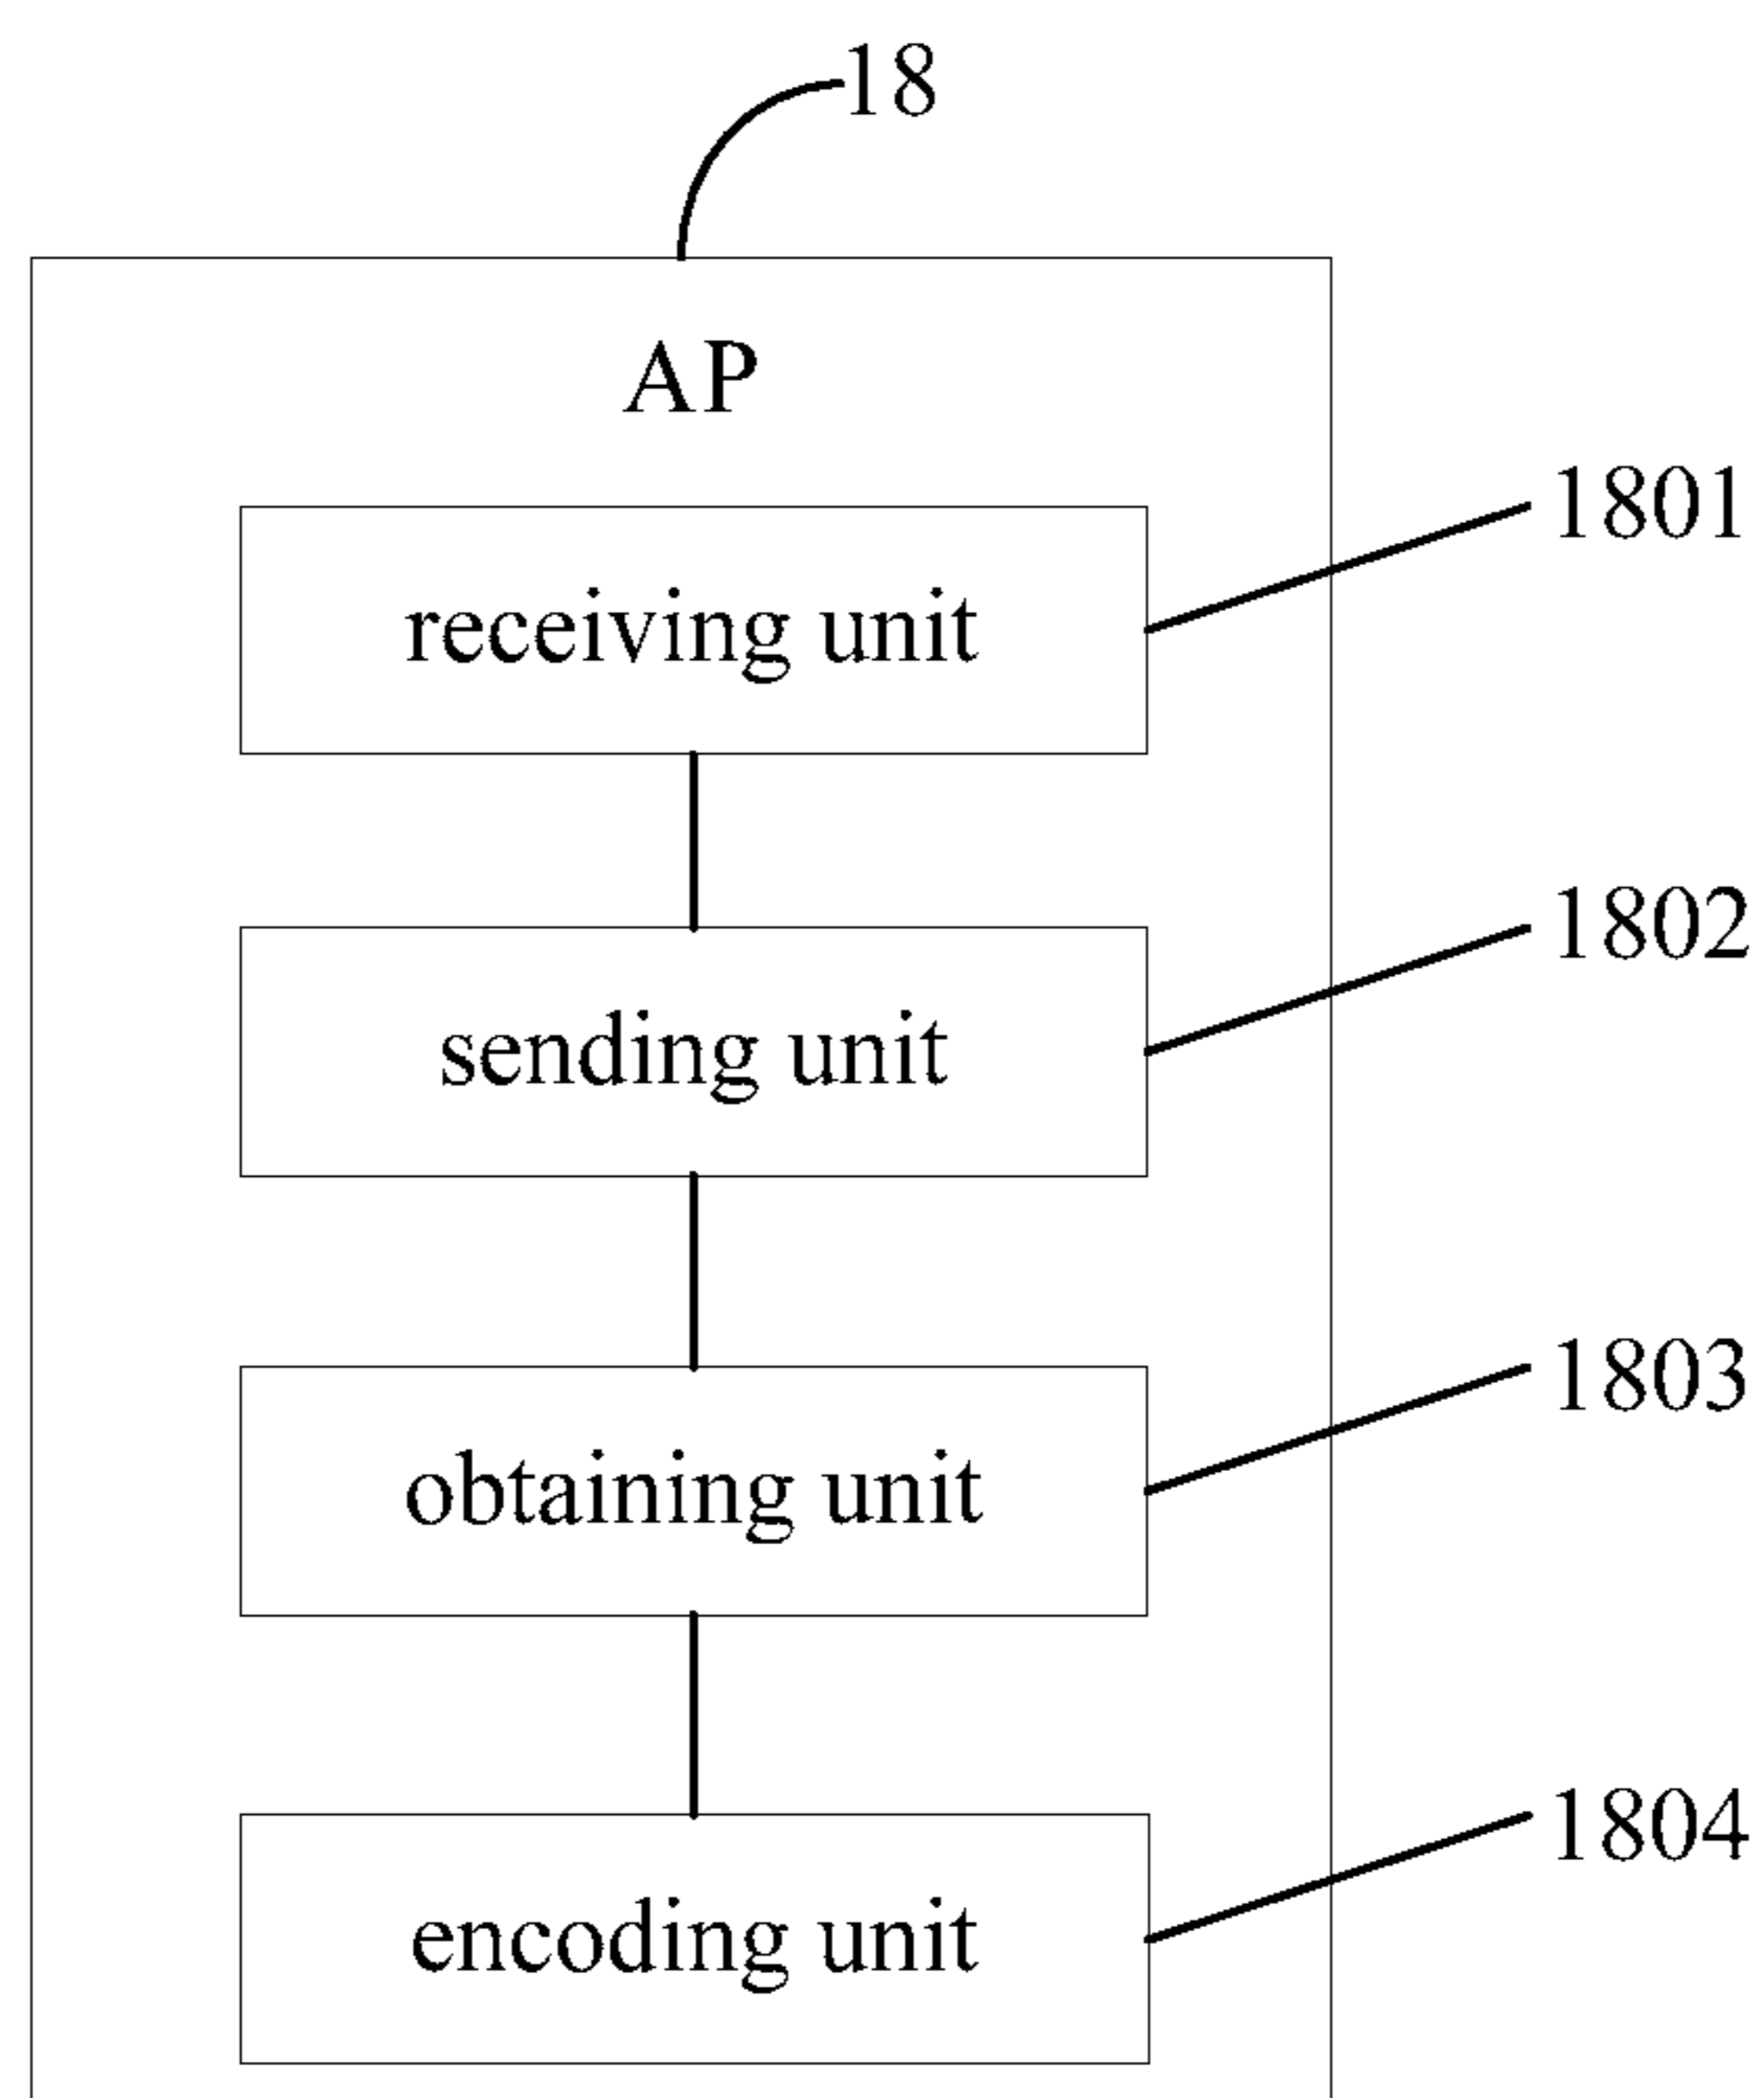 18
AP
1801
receiving unit
1802
sending unit
1803
obtaining unit
1804
encoding unit